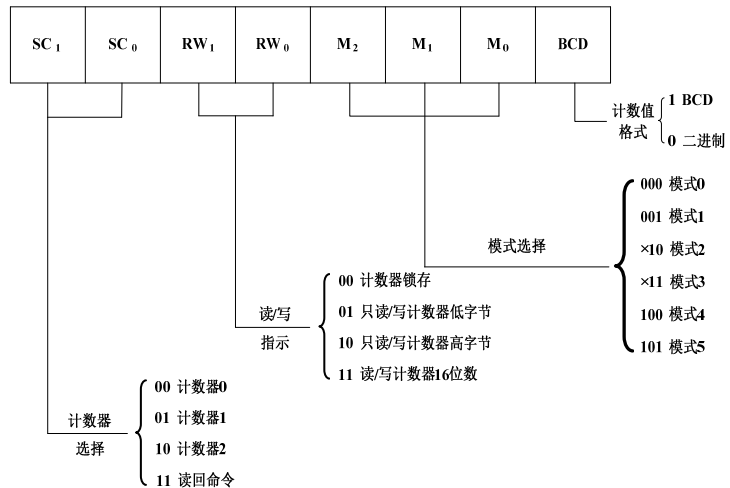 SC₁ SC₀ RW₁ RW₀ M₂ M₁ M₀ BCD
计数值
格式
1 BCD
0 二进制
模式选择
000 模式0
001 模式1
×10 模式2
×11 模式3
100 模式4
101 模式5
读/写
指示
00 计数器锁存
01 只读/写计数器低字节
10 只读/写计数器高字节
11 读/写计数器16位数
计数器
选择
00 计数器0
01 计数器1
10 计数器2
11 读回命令